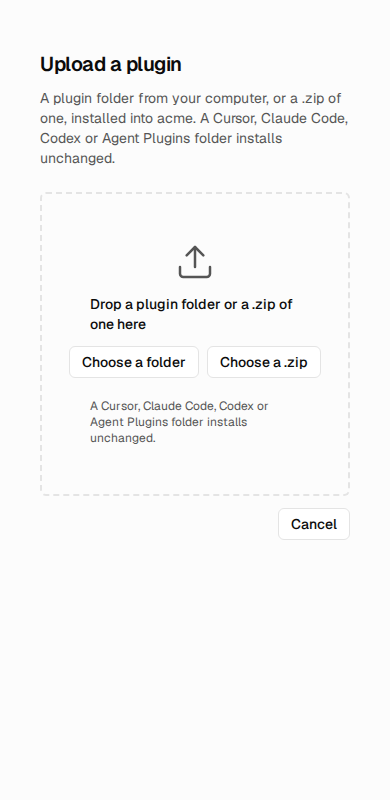 Upload a plugin
A plugin folder from your computer, or a .zip of
one, installed into acme. A Cursor, Claude Code,
Codex or Agent Plugins folder installs
unchanged.
Drop a plugin folder or a .zip of
one here
Choose a folder
Choose a .zip
A Cursor, Claude Code, Codex or
Agent Plugins folder installs
unchanged.
Cancel